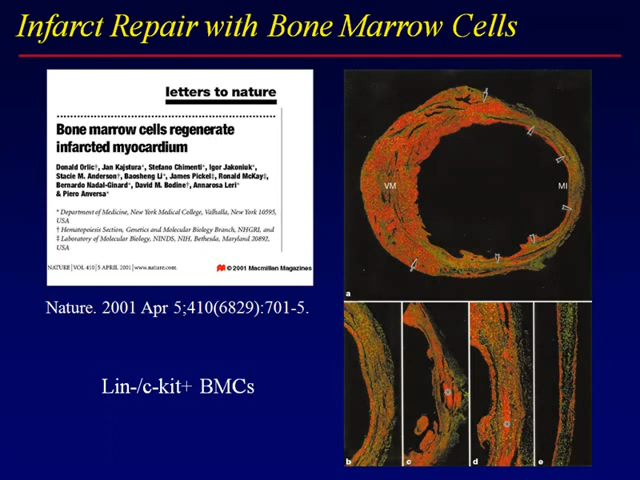 Infarct Repair with Bone Marrow Cells
letters to nature
Bone marrow cells regenerate
infarcted myocardium
Donald Orlic†, Jan Kajstura*, Stefano Chimenti*, Igor Jakoniuk*,
Stacie M. Anderson†, Baosheng Li*, James Pickel‡, Ronald McKay‡,
Bernardo Nadal-Ginard*, David M. Bodine†, Annarosa Leri*
& Piero Anversa*
* Department of Medicine, New York Medical College, Valhalla, New York 10595,
USA
† Hematopoiesis Section, Genetics and Molecular Biology Branch, NHGRI, and
‡ Laboratory of Molecular Biology, NINDS, NIH, Bethesda, Maryland 20892,
USA
NATURE | VOL 410 | 5 APRIL 2001 | www.nature.com
© 2001 Macmillan Magazines
Nature. 2001 Apr 5;410(6829):701-5.
Lin-/c-kit+ BMCs
VM
MI
a
b
c
d
e